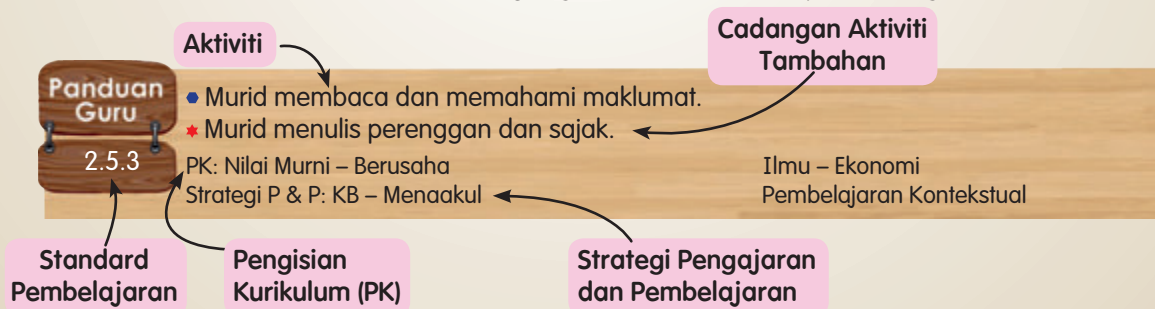 Aktiviti
Cadangan Aktiviti
Tambahan
Panduan
Guru
Murid membaca dan memahami maklumat.
Murid menulis perenggan dan sajak.
2.5.3
PK: Nilai Murni – Berusaha
Ilmu – Ekonomi
Strategi P & P: KB – Menaakul
Pembelajaran Kontekstual
Standard
Pembelajaran
Pengisian
Kurikulum (PK)
Strategi Pengajaran
dan Pembelajaran